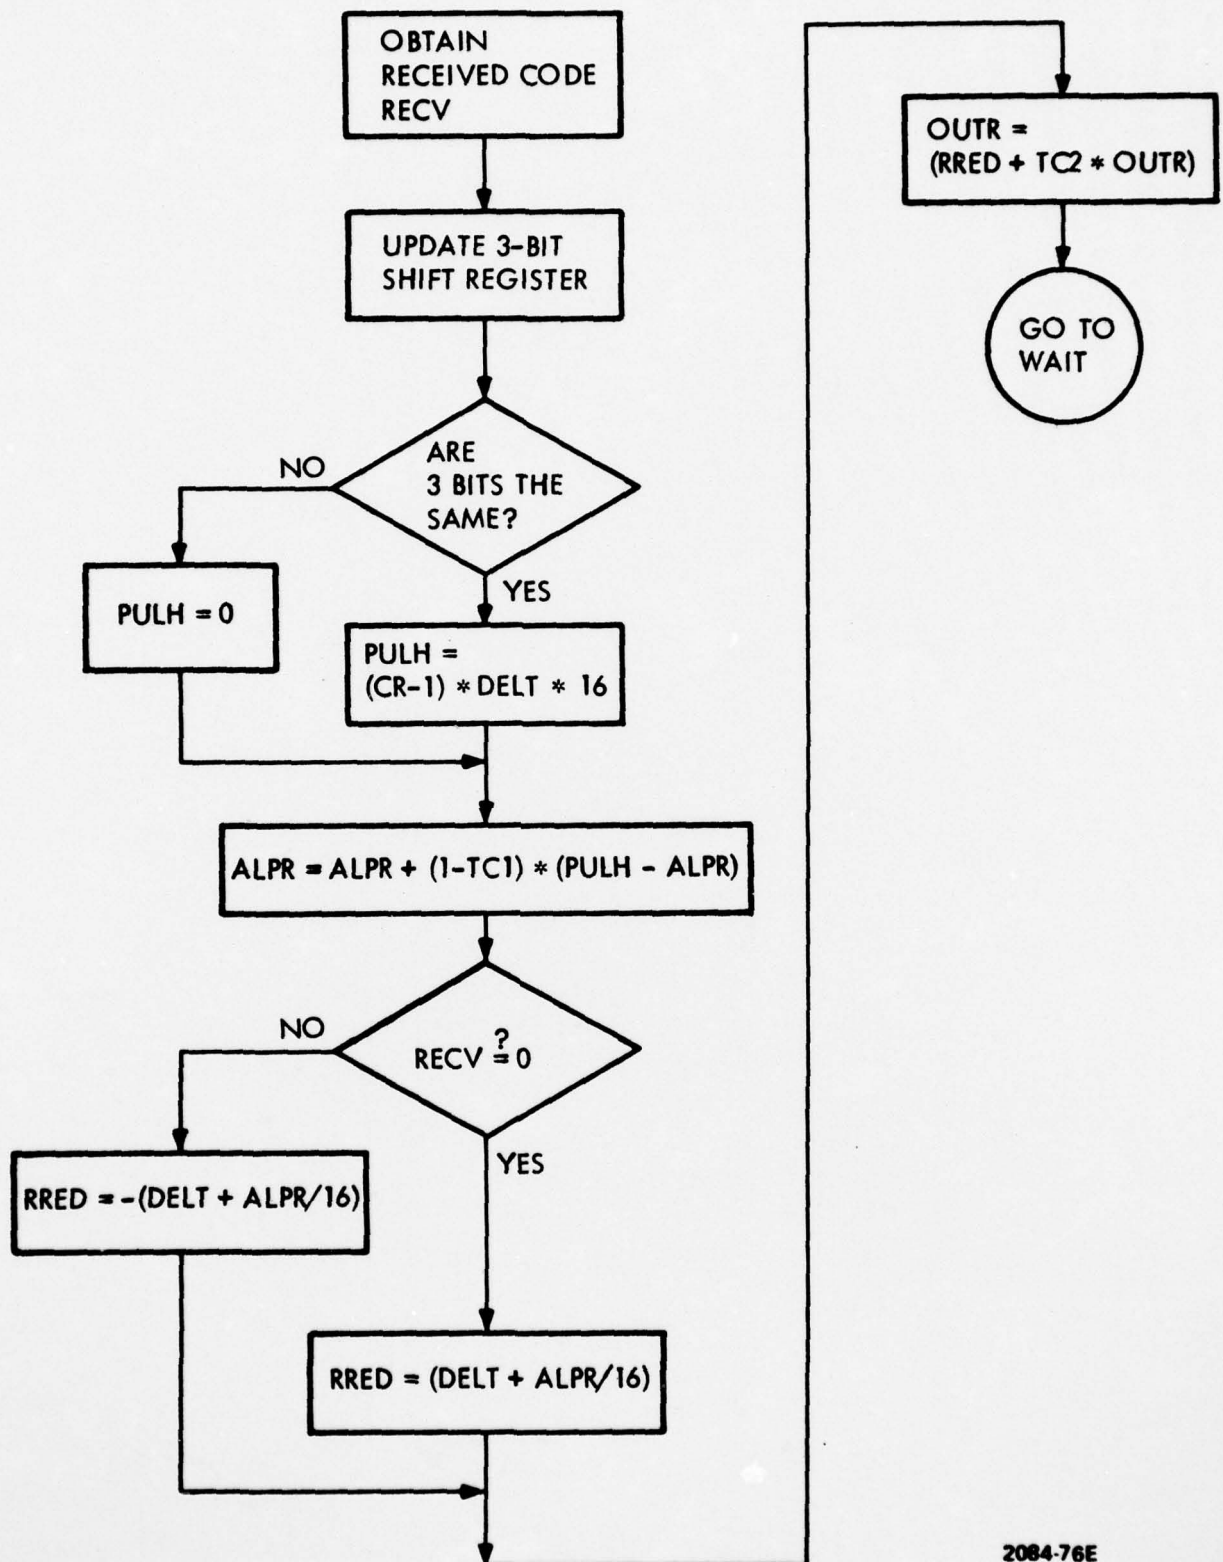 OBTAIN
RECEIVED CODE
RECV
UPDATE 3-BIT
SHIFT REGISTER
ARE
3 BITS THE
SAME?
NO
YES
PULH = 0
PULH =
(CR-1) * DELT * 16
ALPR = ALPR + (1-TC1) * (PULH - ALPR)
RECV ?= 0
NO
YES
RRED = -(DELT + ALPR/16)
RRED = (DELT + ALPR/16)
OUTR =
(RRED + TC2 * OUTR)
GO TO
WAIT
2084-76E